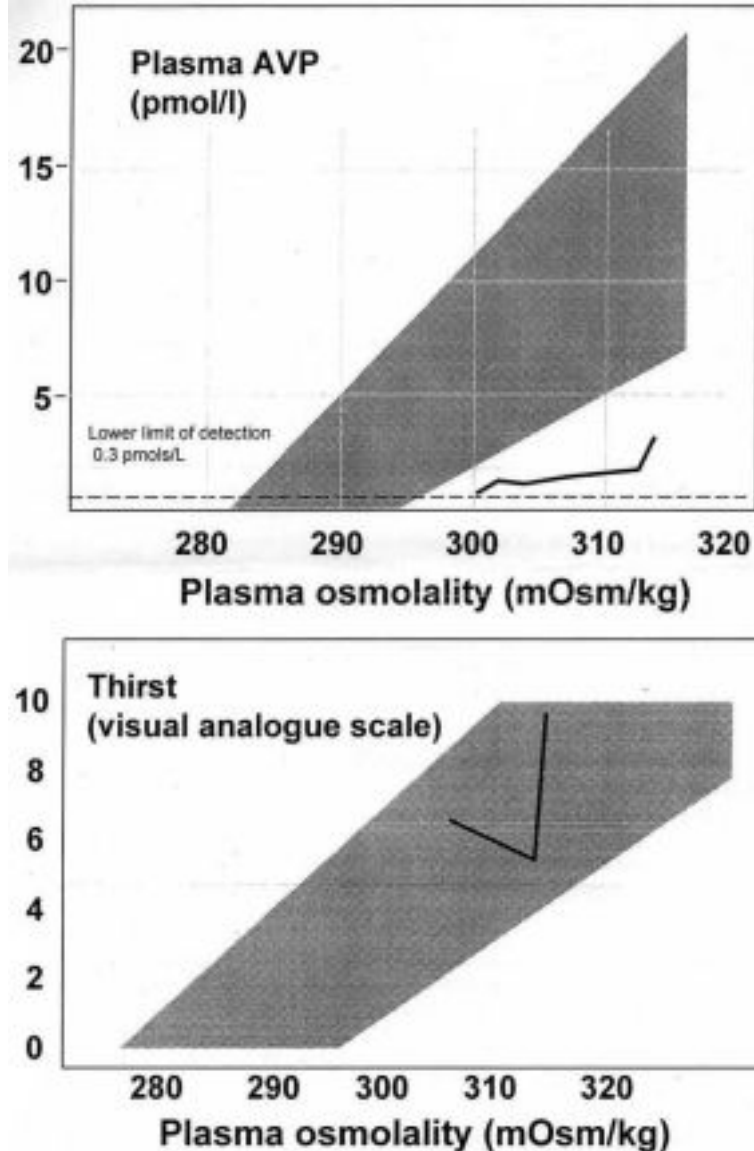 Plasma AVP
(pmol/l)
20
15
10
5
Lower limit of detection
0.3 pmols/L
280 290 300 310 320
Plasma osmolality (mOsm/kg)
Thirst
(visual analogue scale)
10
8
6
4
2
0
280 290 300 310 320
Plasma osmolality (mOsm/kg)